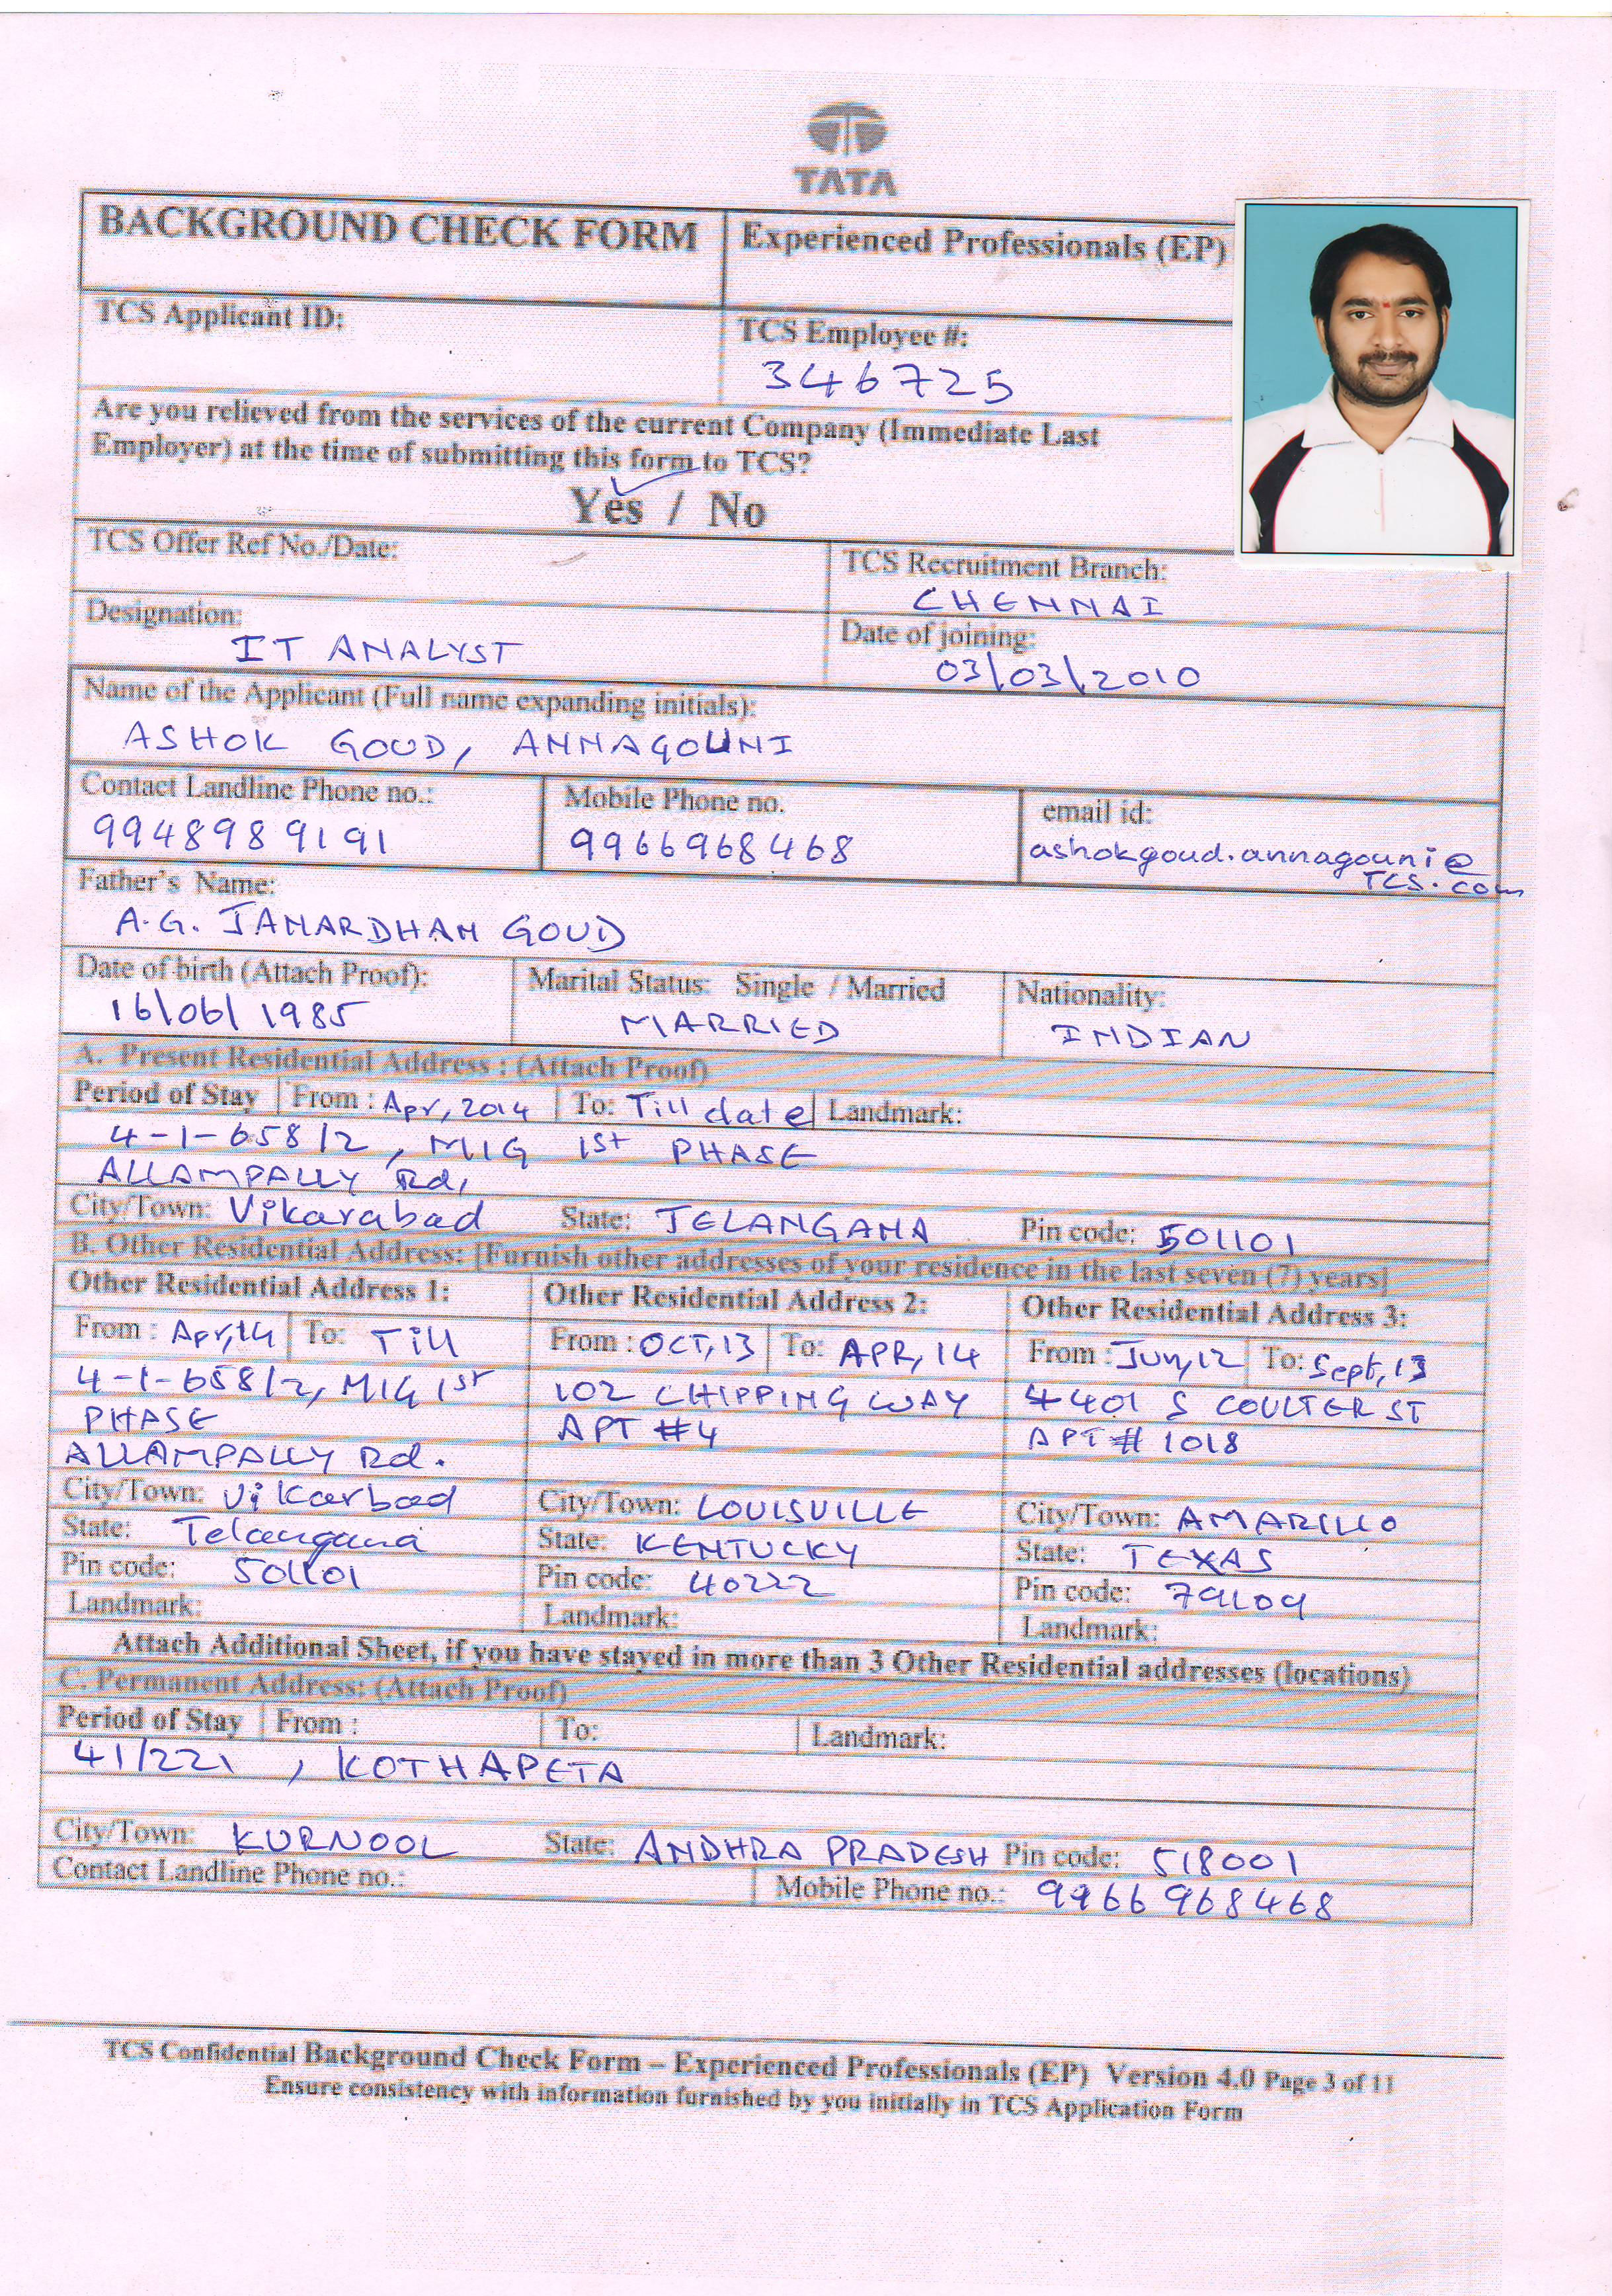 TATA
BACKGROUND CHECK FORM Experienced Professionals (EP)
TCS Applicant ID: TCS Employee #:
346725
Are you relieved from the services of the current Company (Immediate Last
Employer) at the time of submitting this form to TCS?
Yes / No
TCS Offer Ref No./Date: TCS Recruitment Branch:
CHENNAI
Designation: Date of joining:
IT ANALYST 03/03/2010
Name of the Applicant (Full name expanding initials):
ASHOK GOUD, ANNAGOUNI
Contact Landline Phone no.: Mobile Phone no. email id:
9948989191 9966968468 ashokgoud.annagouni@
TCS.com
Father's Name:
A.G. JANARDHAN GOUD
Date of birth (Attach Proof): Marital Status: Single / Married Nationality:
16/06/1985 MARRIED INDIAN
A. Present Residential Address : (Attach Proof)
Period of Stay From : Apr, 2014 To: Till date Landmark:
4-1-658/2, MIG 1st PHASE
ALLAMPALLY Rd,
City/Town: Vikarabad State: TELANGANA Pin code: 501101
B. Other Residential Address: [Furnish other addresses of your residence in the last seven (7) years]
Other Residential Address 1: Other Residential Address 2: Other Residential Address 3:
From : Apr,14 To: Till From : OCT,13 To: APR,14 From : Jun,12 To: Sept,13
4-1-658/2, MIG 1st 102 CHIPPING WAY 4401 S COULTER ST
PHASE APT #4 APT # 1018
ALLAMPALLY Rd.
City/Town: Vikarbad City/Town: LOUISVILLE City/Town: AMARILLO
State: Telangana State: KENTUCKY State: TEXAS
Pin code: 501101 Pin code: 40222 Pin code: 79109
Landmark: Landmark: Landmark:
Attach Additional Sheet, if you have stayed in more than 3 Other Residential addresses (locations)
C. Permanent Address: (Attach Proof)
Period of Stay From : To: Landmark:
41/221 , KOTHAPETA
City/Town: KURNOOL State: ANDHRA PRADESH Pin code: 518001
Contact Landline Phone no.: Mobile Phone no.: 9966968468
TCS Confidential Background Check Form – Experienced Professionals (EP) Version 4.0 Page 3 of 11
Ensure consistency with information furnished by you initially in TCS Application Form